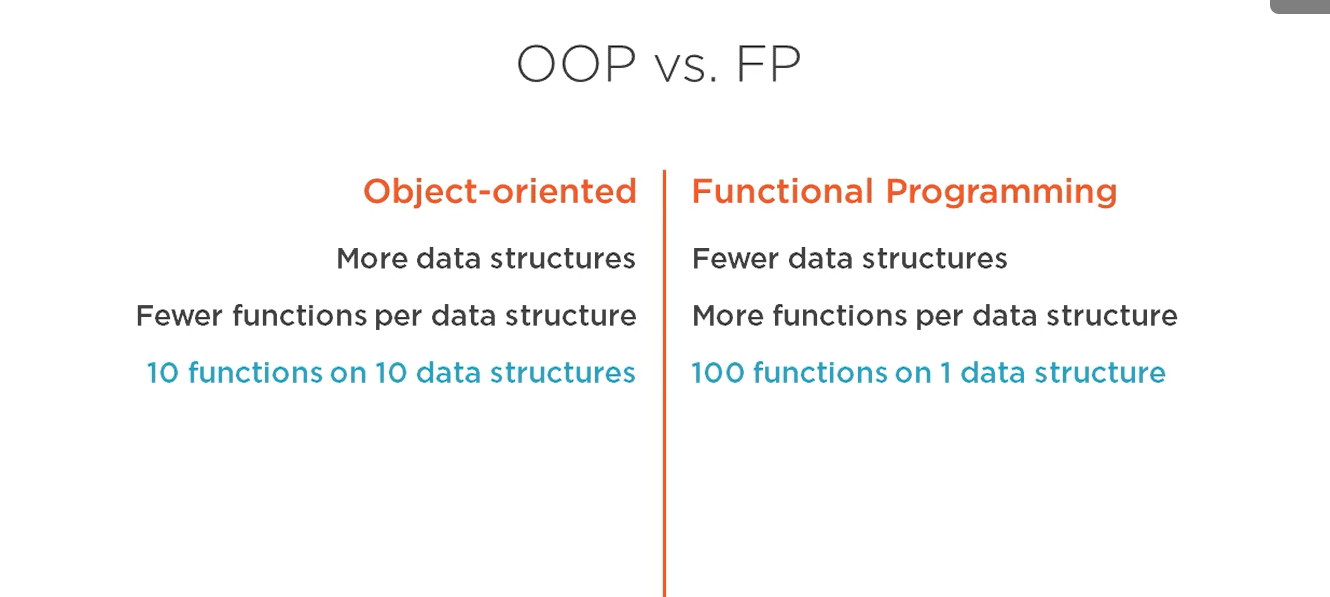 OOP vs. FP
Object-oriented
More data structures
Fewer functions per data structure
10 functions on 10 data structures
Functional Programming
Fewer data structures
More functions per data structure
100 functions on 1 data structure